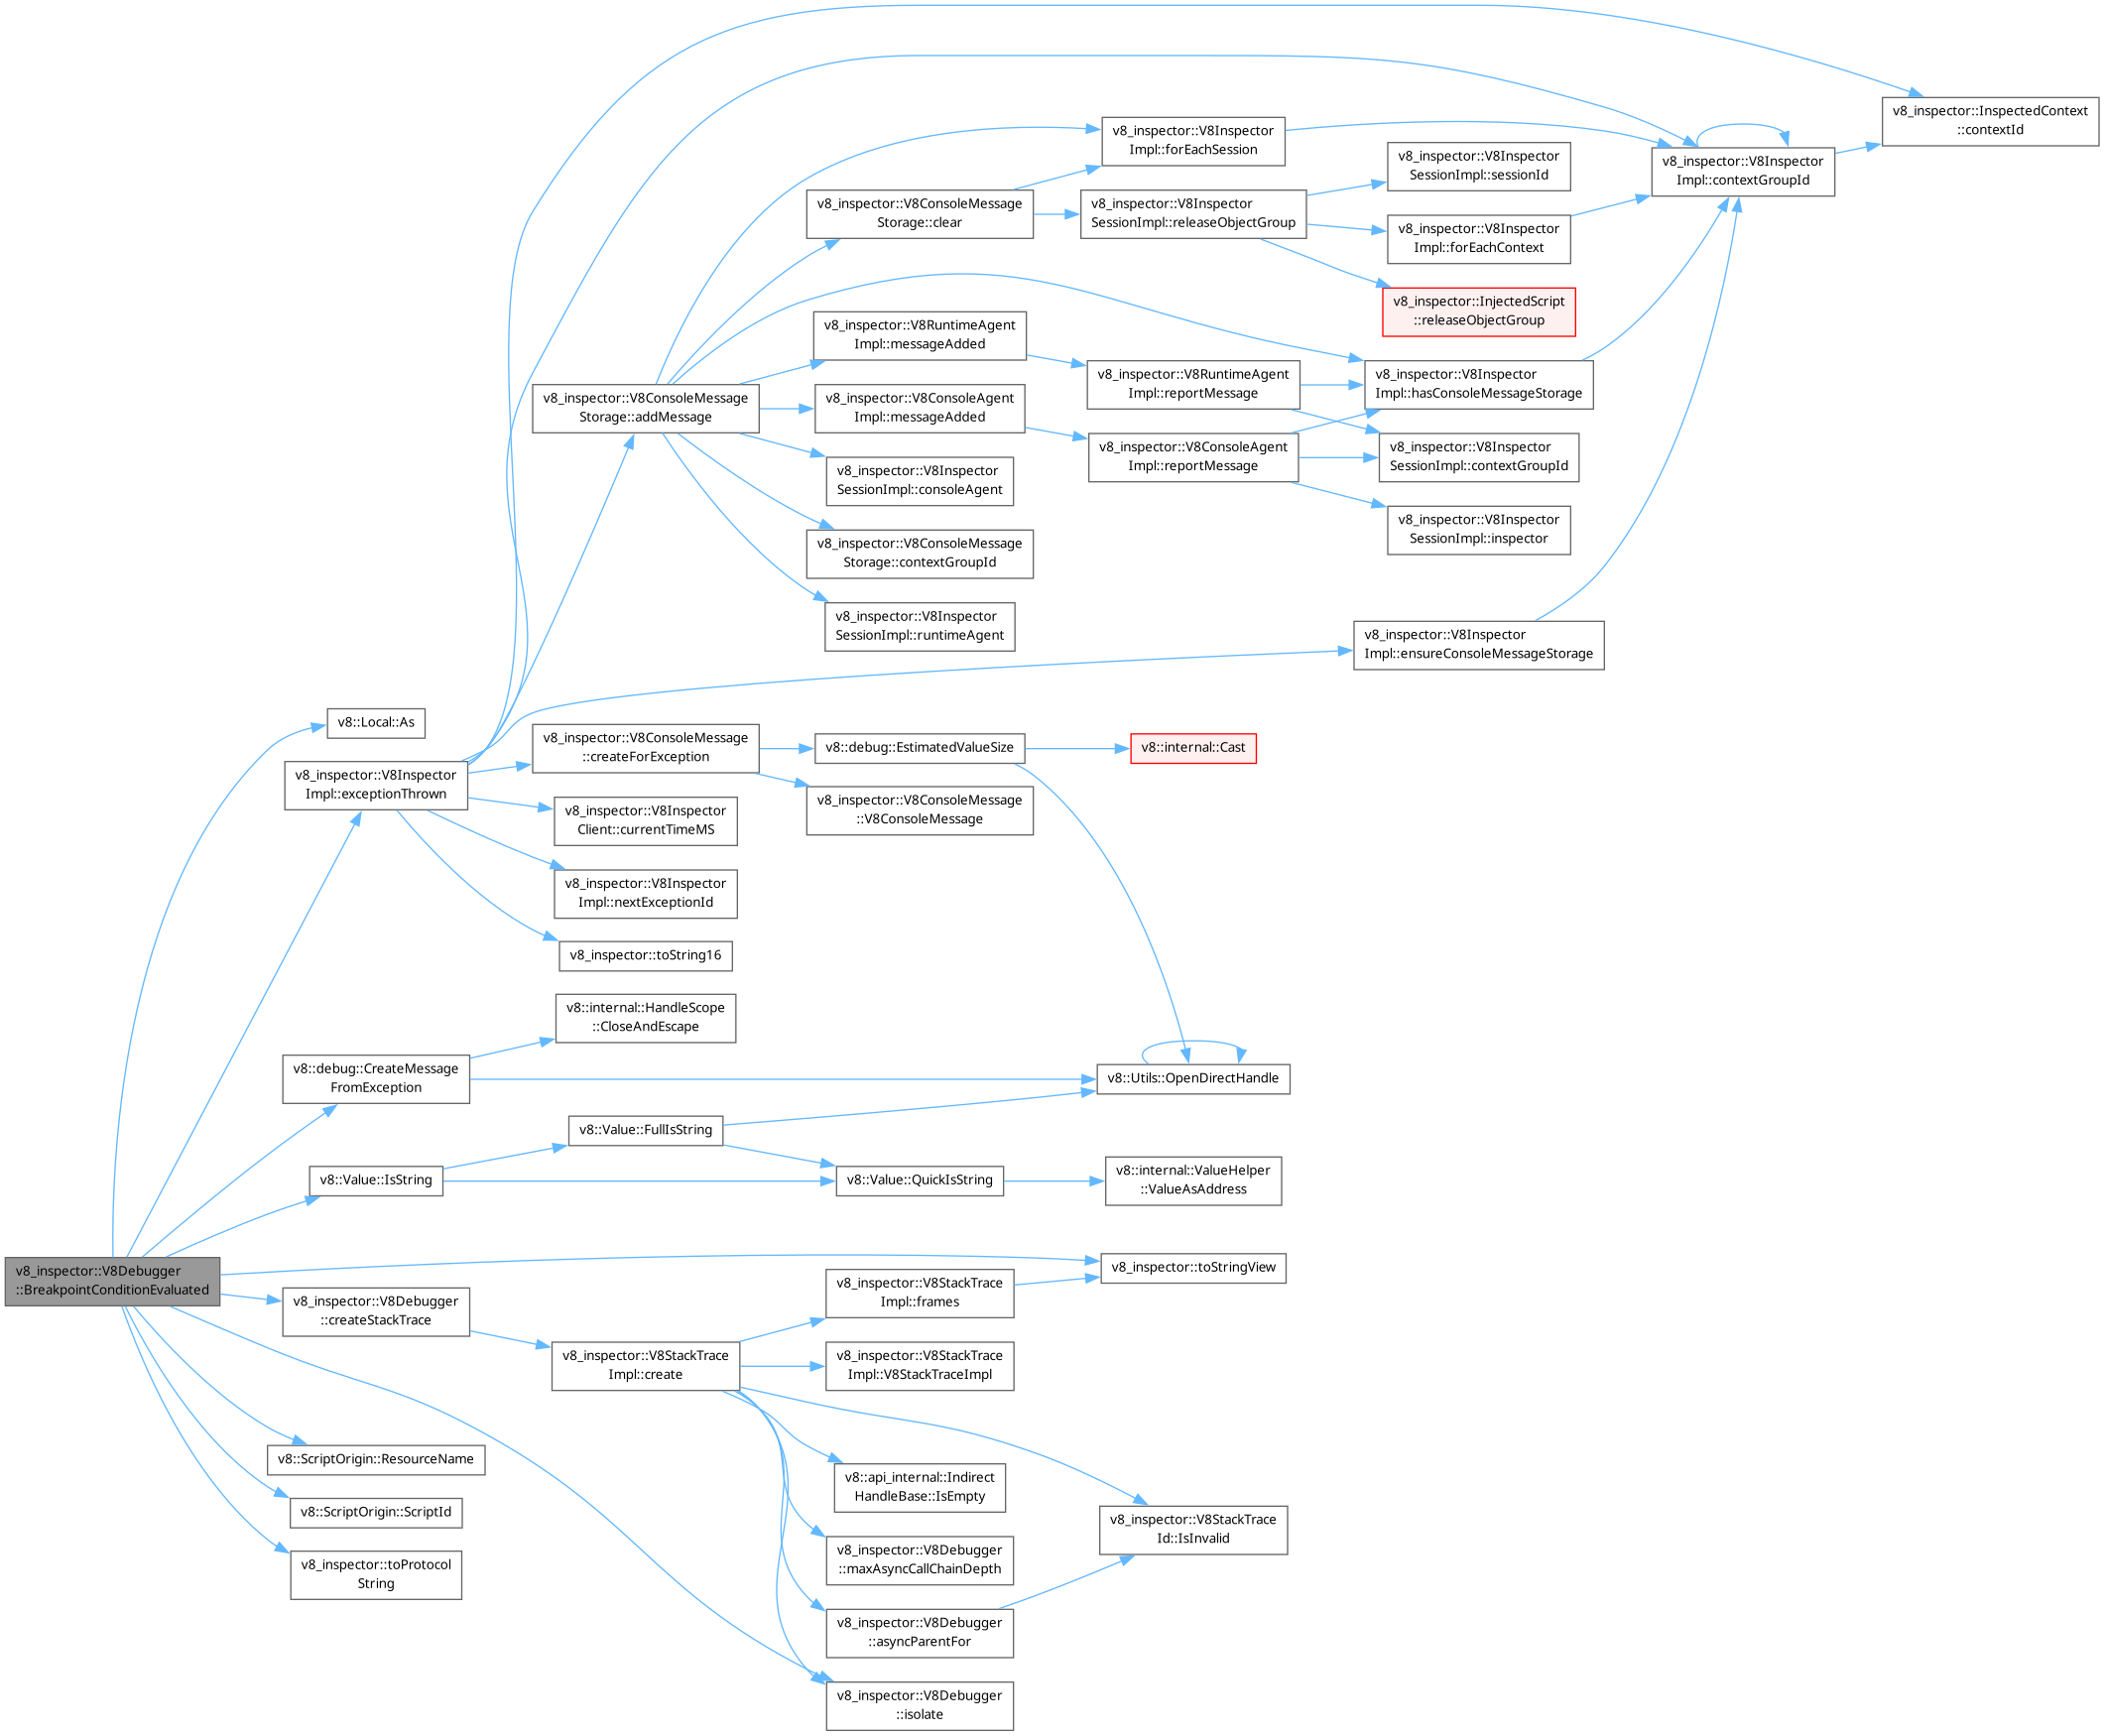 v8_inspector::V8Debugger
::BreakpointConditionEvaluated
v8::Local::As
v8_inspector::V8Inspector
Impl::exceptionThrown
v8::debug::CreateMessage
FromException
v8::Value::IsString
v8_inspector::V8Debugger
::createStackTrace
v8::ScriptOrigin::ResourceName
v8::ScriptOrigin::ScriptId
v8_inspector::toProtocol
String
v8_inspector::V8ConsoleMessage
Storage::addMessage
v8_inspector::V8ConsoleMessage
::createForException
v8_inspector::V8Inspector
Client::currentTimeMS
v8_inspector::V8Inspector
Impl::nextExceptionId
v8_inspector::toString16
v8::internal::HandleScope
::CloseAndEscape
v8::Value::FullIsString
v8_inspector::V8StackTrace
Impl::create
v8_inspector::V8ConsoleMessage
Storage::clear
v8_inspector::V8RuntimeAgent
Impl::messageAdded
v8_inspector::V8ConsoleAgent
Impl::messageAdded
v8_inspector::V8Inspector
SessionImpl::consoleAgent
v8_inspector::V8ConsoleMessage
Storage::contextGroupId
v8_inspector::V8Inspector
SessionImpl::runtimeAgent
v8::debug::EstimatedValueSize
v8_inspector::V8ConsoleMessage
::V8ConsoleMessage
v8::Value::QuickIsString
v8_inspector::V8StackTrace
Impl::frames
v8_inspector::V8StackTrace
Impl::V8StackTraceImpl
v8::api_internal::Indirect
HandleBase::IsEmpty
v8_inspector::V8Debugger
::maxAsyncCallChainDepth
v8_inspector::V8Debugger
::asyncParentFor
v8_inspector::V8Debugger
::isolate
v8_inspector::V8Inspector
Impl::forEachSession
v8_inspector::V8Inspector
SessionImpl::releaseObjectGroup
v8_inspector::V8RuntimeAgent
Impl::reportMessage
v8_inspector::V8ConsoleAgent
Impl::reportMessage
v8::internal::Cast
v8::Utils::OpenDirectHandle
v8::internal::ValueHelper
::ValueAsAddress
v8_inspector::toStringView
v8_inspector::V8StackTrace
Id::IsInvalid
v8_inspector::V8Inspector
SessionImpl::sessionId
v8_inspector::V8Inspector
Impl::forEachContext
v8_inspector::InjectedScript
::releaseObjectGroup
v8_inspector::V8Inspector
Impl::hasConsoleMessageStorage
v8_inspector::V8Inspector
SessionImpl::contextGroupId
v8_inspector::V8Inspector
SessionImpl::inspector
v8_inspector::V8Inspector
Impl::ensureConsoleMessageStorage
v8_inspector::V8Inspector
Impl::contextGroupId
v8_inspector::InspectedContext
::contextId